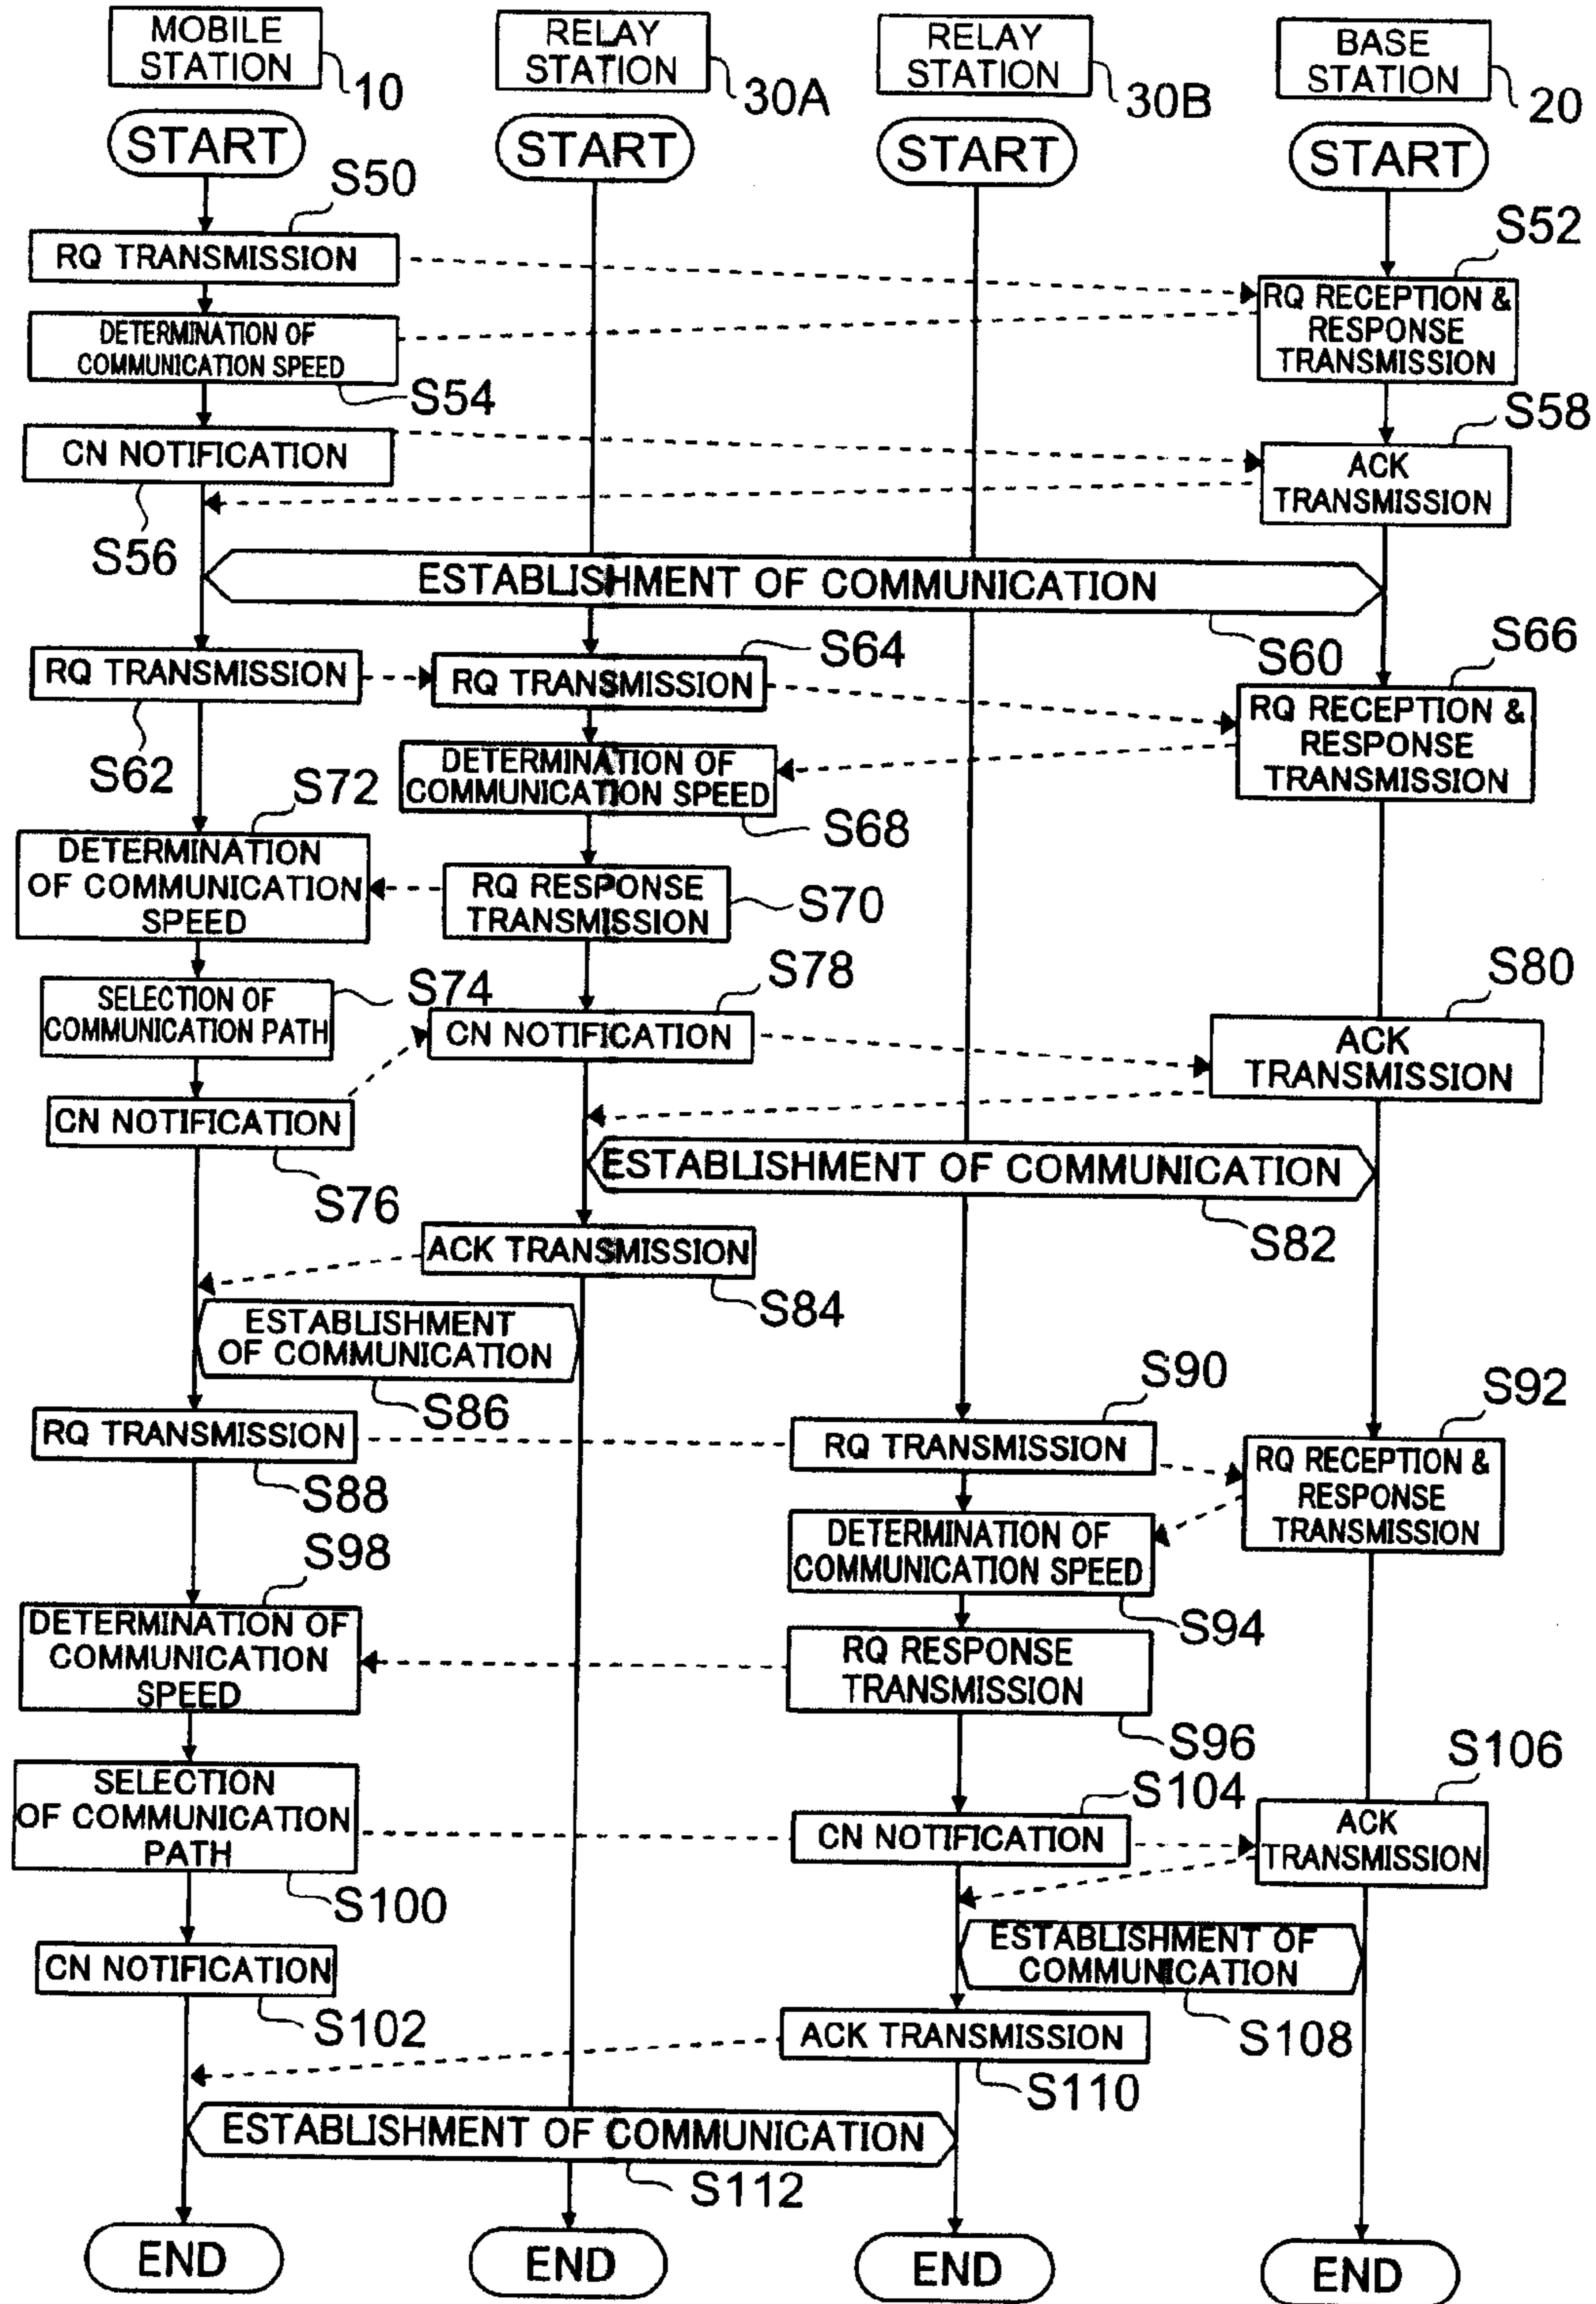 MOBILE
STATION
10
RELAY
STATION
30A
RELAY
STATION
30B
BASE
STATION
20
START
START
START
START
S50
RQ TRANSMISSION
S52
RQ RECEPTION &
RESPONSE
TRANSMISSION
DETERMINATION OF
COMMUNICATION SPEED
S54
CN NOTIFICATION
S56
S58
ACK
TRANSMISSION
ESTABLISHMENT OF COMMUNICATION
S60
RQ TRANSMISSION
S62
S64
RQ TRANSMISSION
S66
RQ RECEPTION &
RESPONSE
TRANSMISSION
DETERMINATION OF
COMMUNICATION SPEED
S68
S72
DETERMINATION
OF COMMUNICATION
SPEED
RQ RESPONSE
TRANSMISSION
S70
S74
SELECTION OF
COMMUNICATION PATH
S78
CN NOTIFICATION
S80
ACK
TRANSMISSION
CN NOTIFICATION
S76
ESTABLISHMENT OF COMMUNICATION
S82
ACK TRANSMISSION
S84
ESTABLISHMENT
OF COMMUNICATION
S86
RQ TRANSMISSION
S88
S90
RQ TRANSMISSION
S92
RQ RECEPTION &
RESPONSE
TRANSMISSION
DETERMINATION OF
COMMUNICATION SPEED
S94
S98
DETERMINATION OF
COMMUNICATION
SPEED
RQ RESPONSE
TRANSMISSION
S96
SELECTION
OF COMMUNICATION
PATH
S100
S104
CN NOTIFICATION
S106
ACK
TRANSMISSION
CN NOTIFICATION
S102
ESTABLISHMENT OF
COMMUNICATION
S108
ACK TRANSMISSION
S110
ESTABLISHMENT OF COMMUNICATION
S112
END
END
END
END